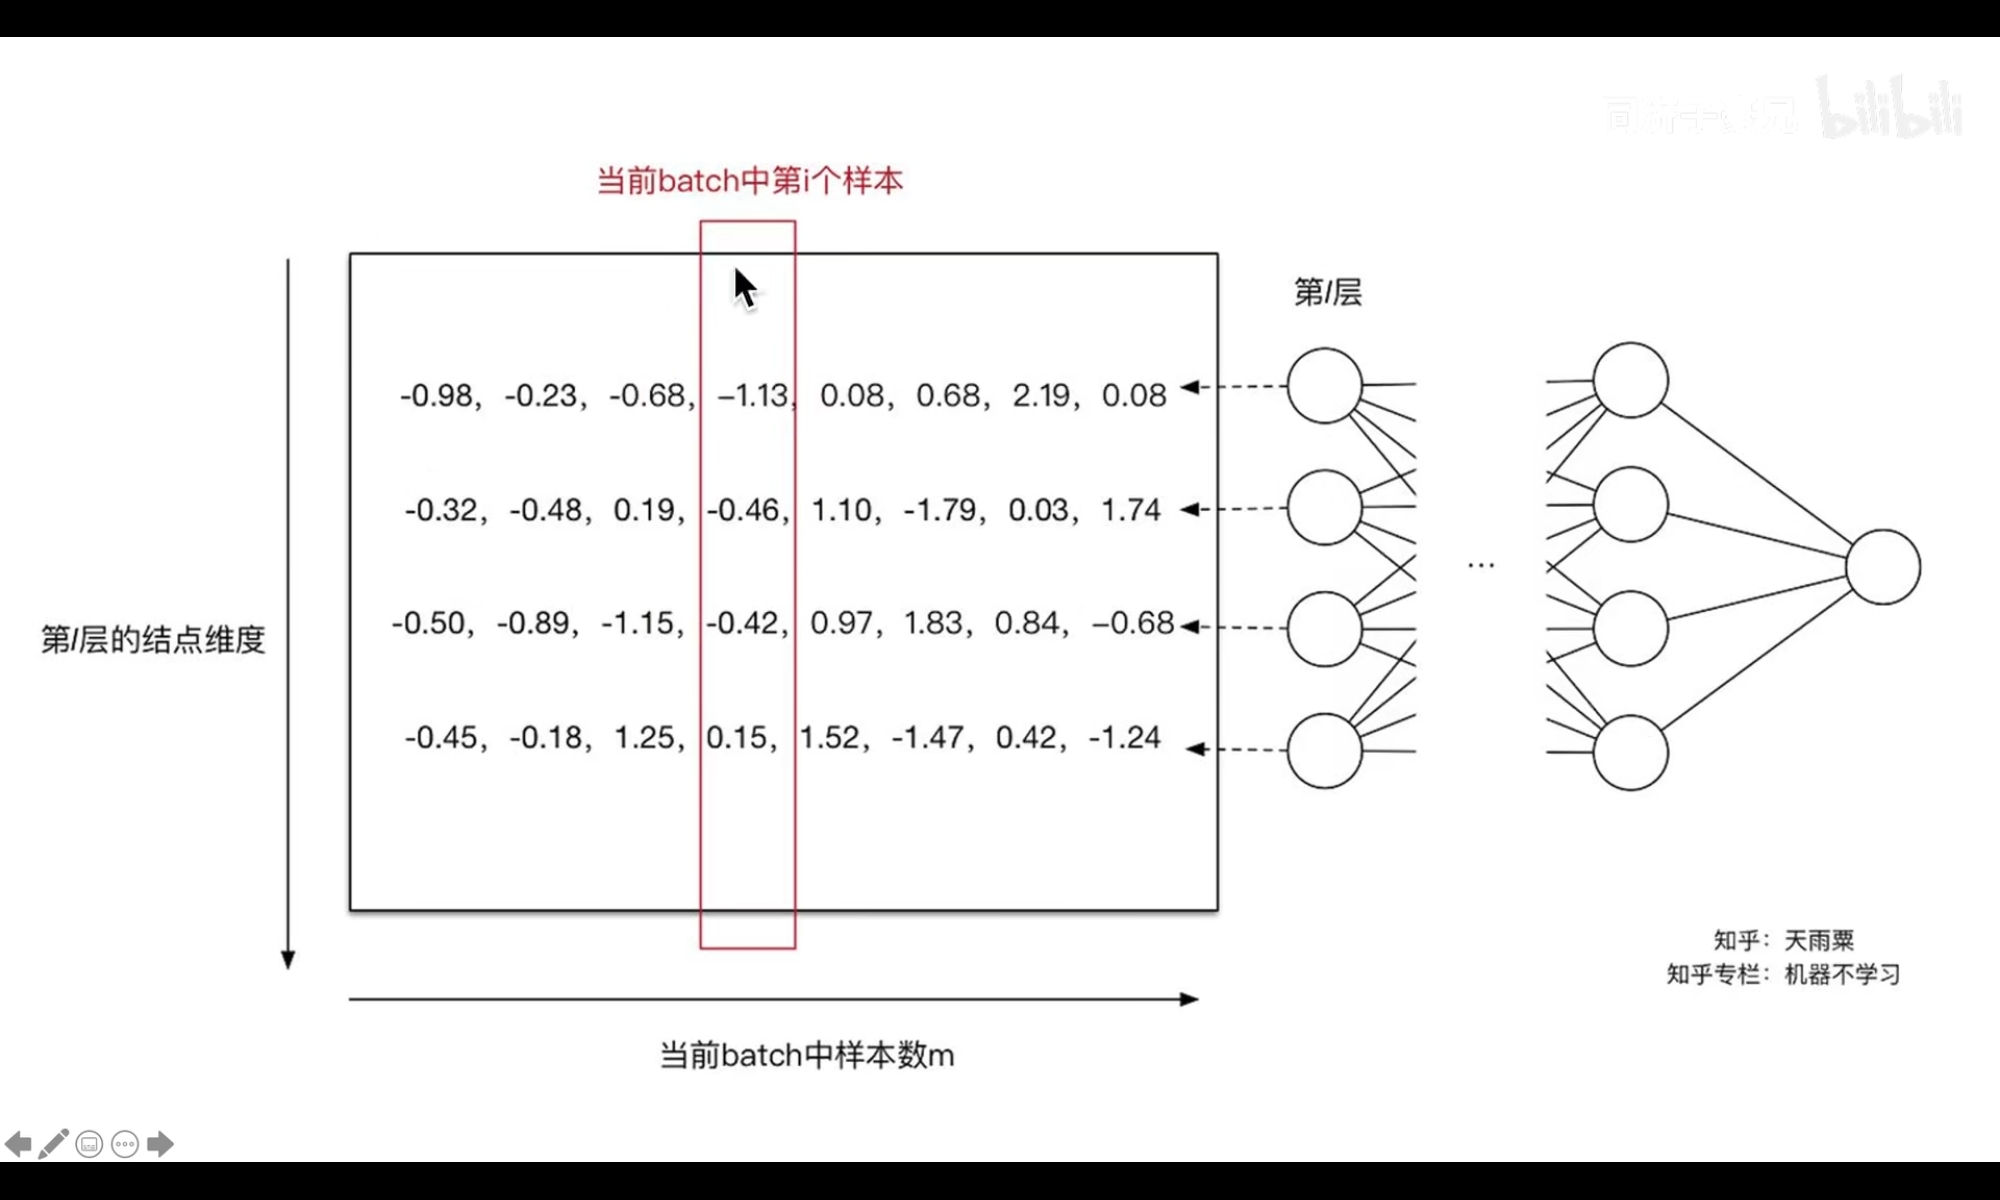 bilibili
当前batch中第i个样本
第l层
-0.98, -0.23, -0.68, –1.13, 0.08, 0.68, 2.19, 0.08
-0.32, -0.48, 0.19, -0.46, 1.10, -1.79, 0.03, 1.74
...
第l层的结点维度
-0.50, -0.89, -1.15, -0.42, 0.97, 1.83, 0.84, –0.68
-0.45, -0.18, 1.25, 0.15, 1.52, -1.47, 0.42, -1.24
知乎：天雨粟
知乎专栏：机器不学习
当前batch中样本数m